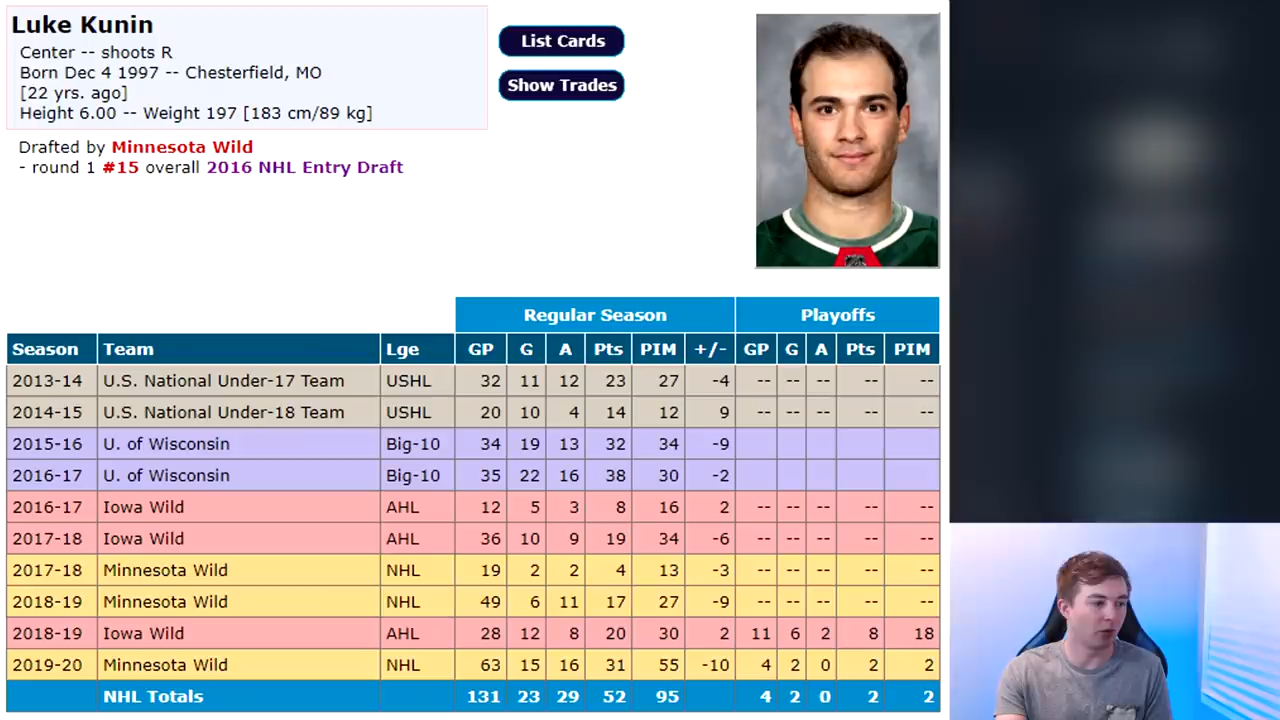 Luke Kunin
Center -- shoots R
Born Dec 4 1997 -- Chesterfield, MO
[22 yrs. ago]
Height 6.00 -- Weight 197 [183 cm/89 kg]
List Cards
Show Trades
Drafted by Minnesota Wild
- round 1 #15 overall 2016 NHL Entry Draft
Regular Season Playoffs
Season Team Lge GP G A Pts PIM +/- GP G A Pts PIM
2013-14 U.S. National Under-17 Team USHL 32 11 12 23 27 -4 -- -- -- -- --
2014-15 U.S. National Under-18 Team USHL 20 10 4 14 12 9 -- -- -- -- --
2015-16 U. of Wisconsin Big-10 34 19 13 32 34 -9
2016-17 U. of Wisconsin Big-10 35 22 16 38 30 -2
2016-17 Iowa Wild AHL 12 5 3 8 16 2 -- -- -- -- --
2017-18 Iowa Wild AHL 36 10 9 19 34 -6 -- -- -- -- --
2017-18 Minnesota Wild NHL 19 2 2 4 13 -3 -- -- -- -- --
2018-19 Minnesota Wild NHL 49 6 11 17 27 -9 -- -- -- -- --
2018-19 Iowa Wild AHL 28 12 8 20 30 2 11 6 2 8 18
2019-20 Minnesota Wild NHL 63 15 16 31 55 -10 4 2 0 2 2
NHL Totals 131 23 29 52 95 4 2 0 2 2